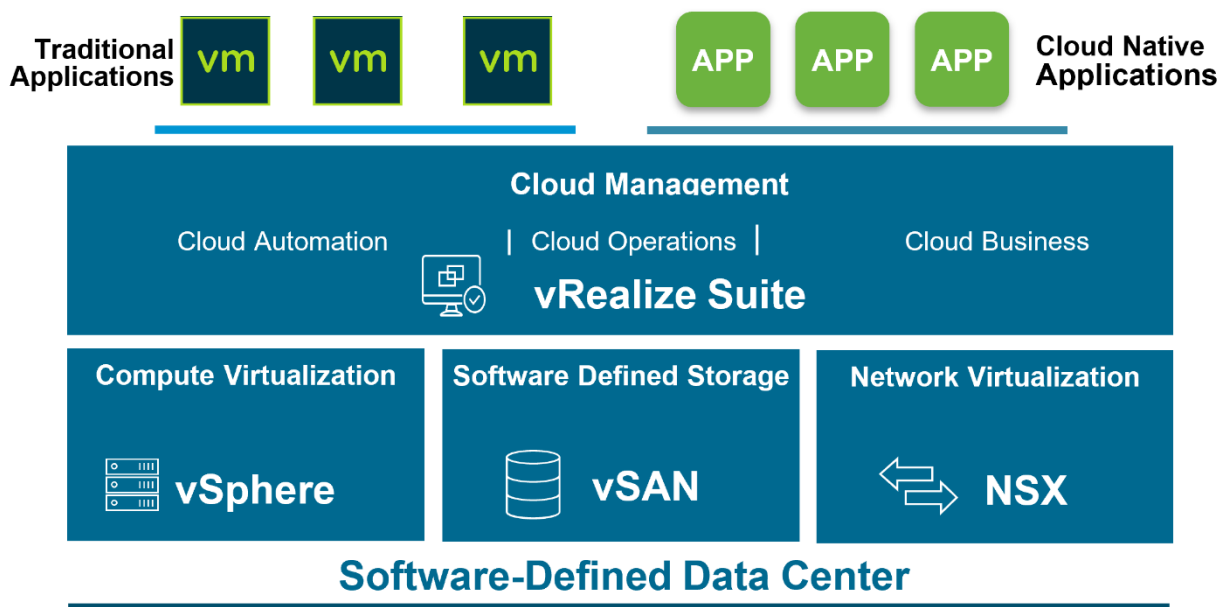 Traditional
Applications
vm vm vm
APP APP APP
Cloud Native
Applications
Cloud Management
Cloud Automation | Cloud Operations | Cloud Business
vRealize Suite
Compute Virtualization
vSphere
Software Defined Storage
vSAN
Network Virtualization
NSX
Software-Defined Data Center